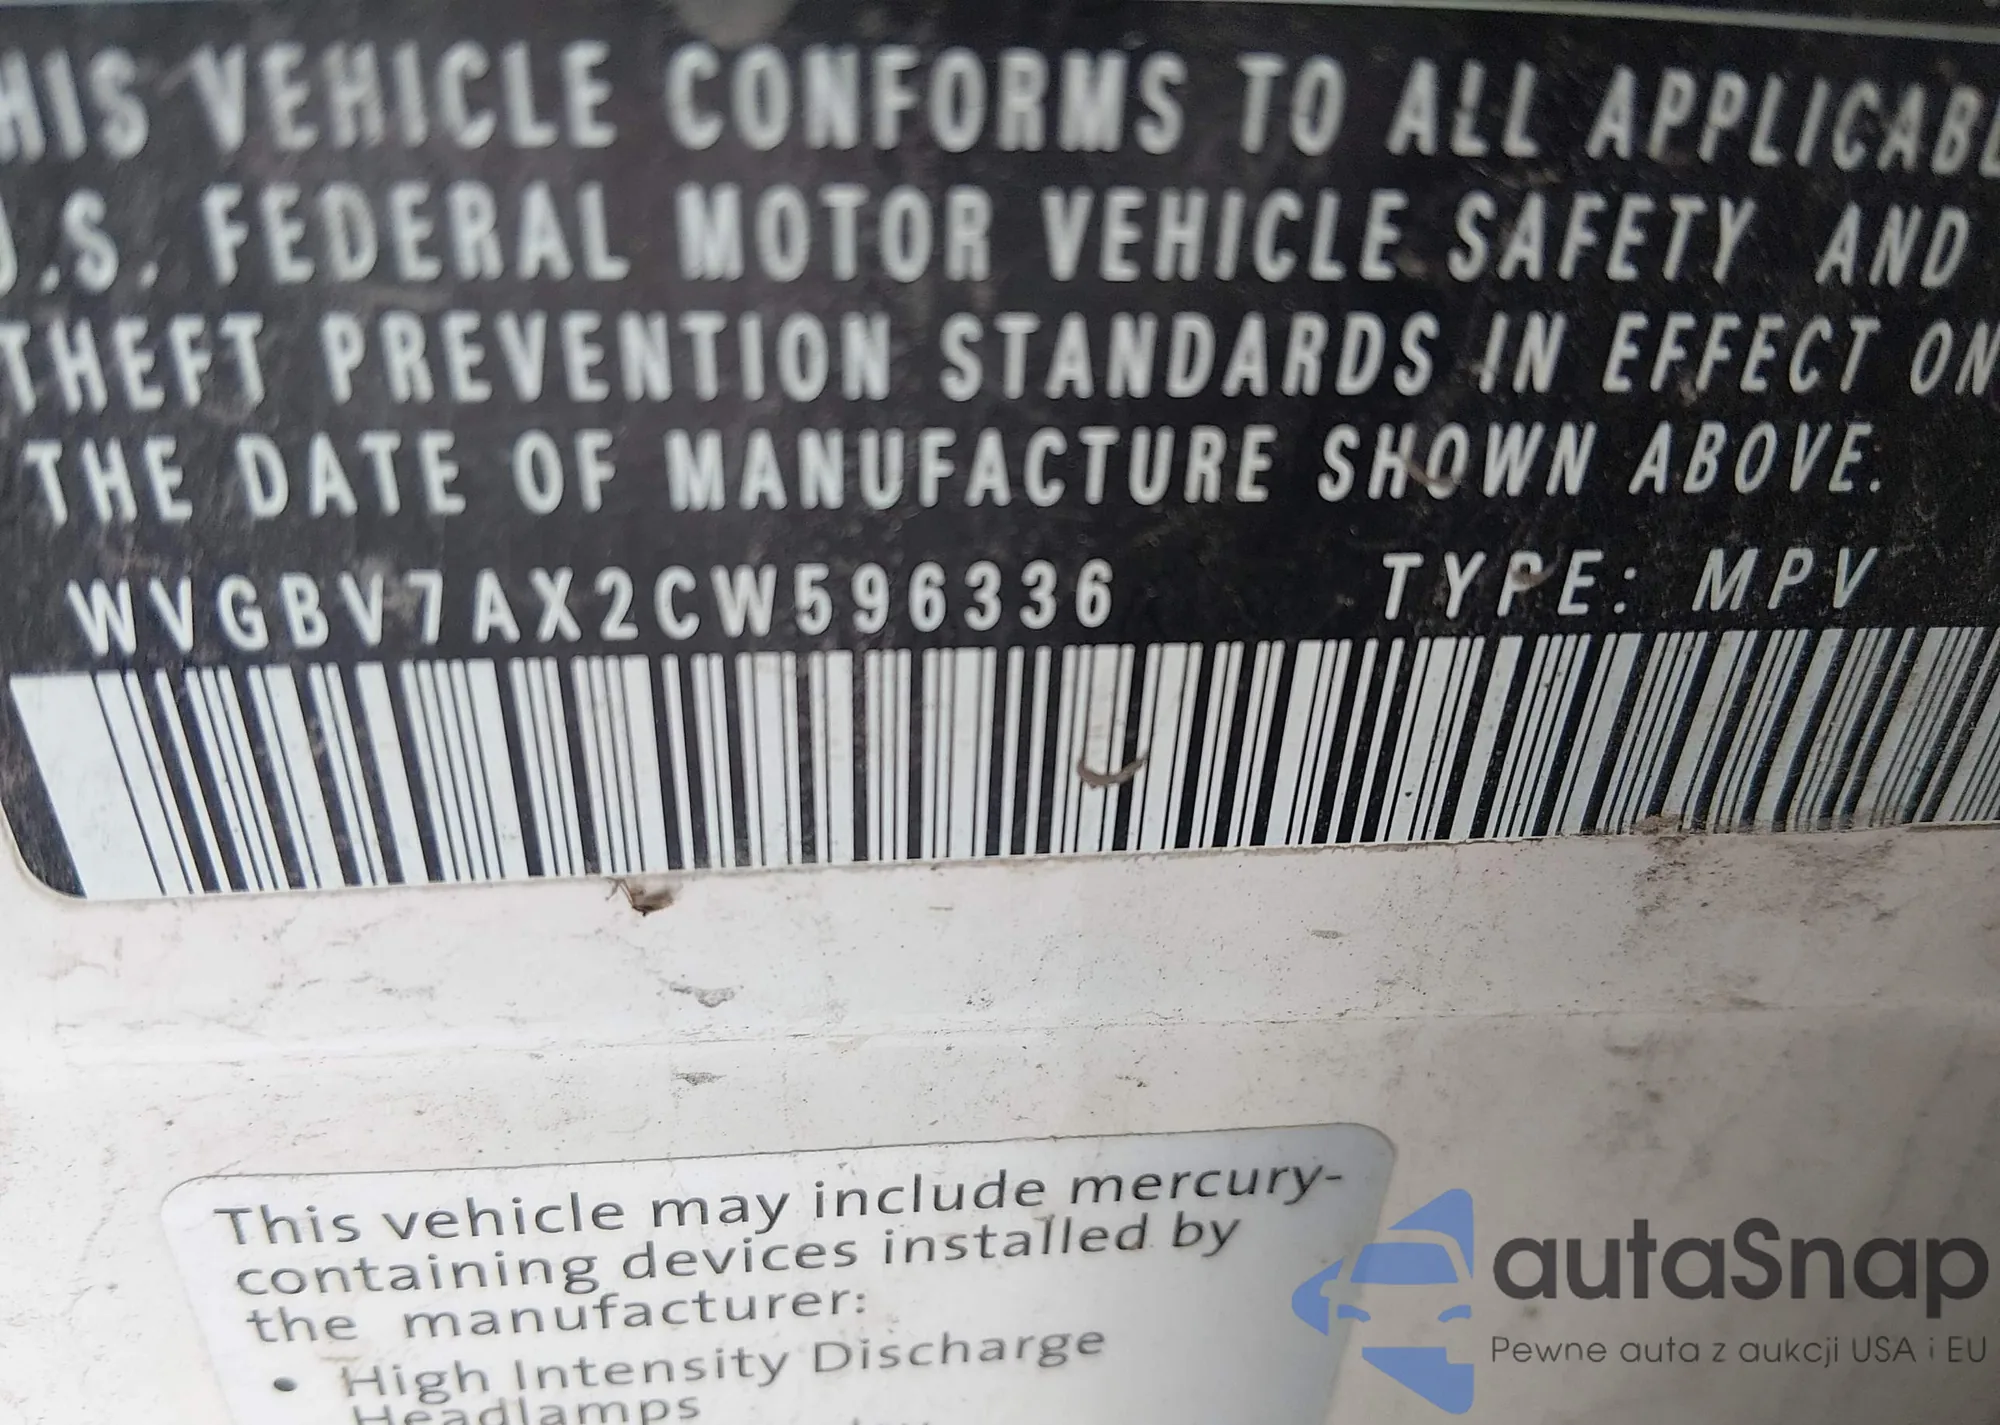 HIS VEHICLE CONFORMS TO ALL APPLICABL
U.S. FEDERAL MOTOR VEHICLE SAFETY AND
THEFT PREVENTION STANDARDS IN EFFECT ON
THE DATE OF MANUFACTURE SHOWN ABOVE.
WVGBV7AX2CW596336 TYPE: MPV
This vehicle may include mercury-
containing devices installed by
the manufacturer:
• High Intensity Discharge
Headlamps
autaSnap
Pewne auta z aukcji USA i EU